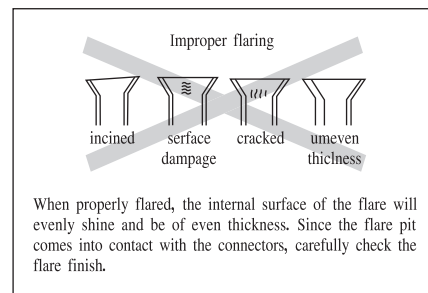 Improper flaring
incined serface cracked umeven
dampage thiclness
When properly flared, the internal surface of the flare will
evenly shine and be of even thickness. Since the flare pit
comes into contact with the connectors, carefully check the
flare finish.